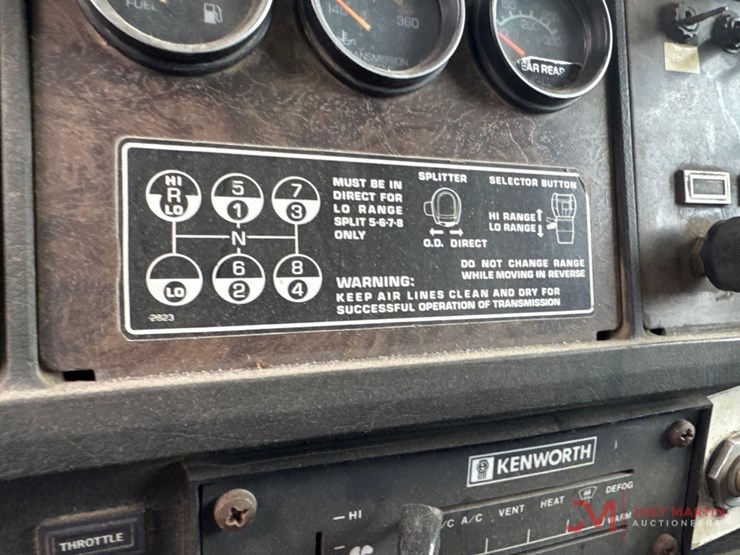 FUEL
140
360
TRANSMISSION
REAR REAR
HI
R
LO
5
1
7
3
N
LO
6
2
8
4
2823
MUST BE IN
DIRECT FOR
LO RANGE
SPLIT 5-6-7-8
ONLY
SPLITTER
O.D. DIRECT
SELECTOR BUTTON
HI RANGE
LO RANGE
DO NOT CHANGE RANGE
WHILE MOVING IN REVERSE
WARNING:
KEEP AIR LINES CLEAN AND DRY FOR
SUCCESSFUL OPERATION OF TRANSMISSION
KENWORTH
THROTTLE
HI
A/C
VENT
HEAT
DEFOG
WARM
AUCTIONEERS